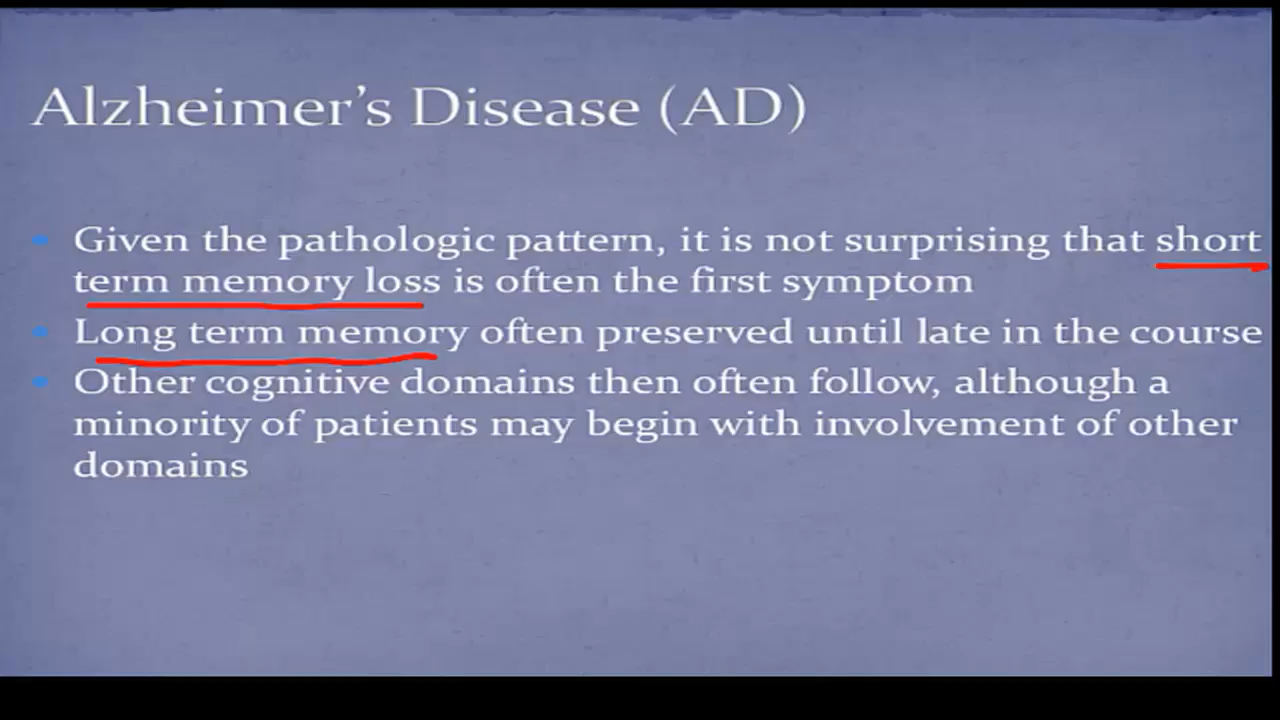 Alzheimer’s Disease (AD)
Given the pathologic pattern, it is not surprising that short
term memory loss is often the first symptom
Long term memory often preserved until late in the course
Other cognitive domains then often follow, although a
minority of patients may begin with involvement of other
domains